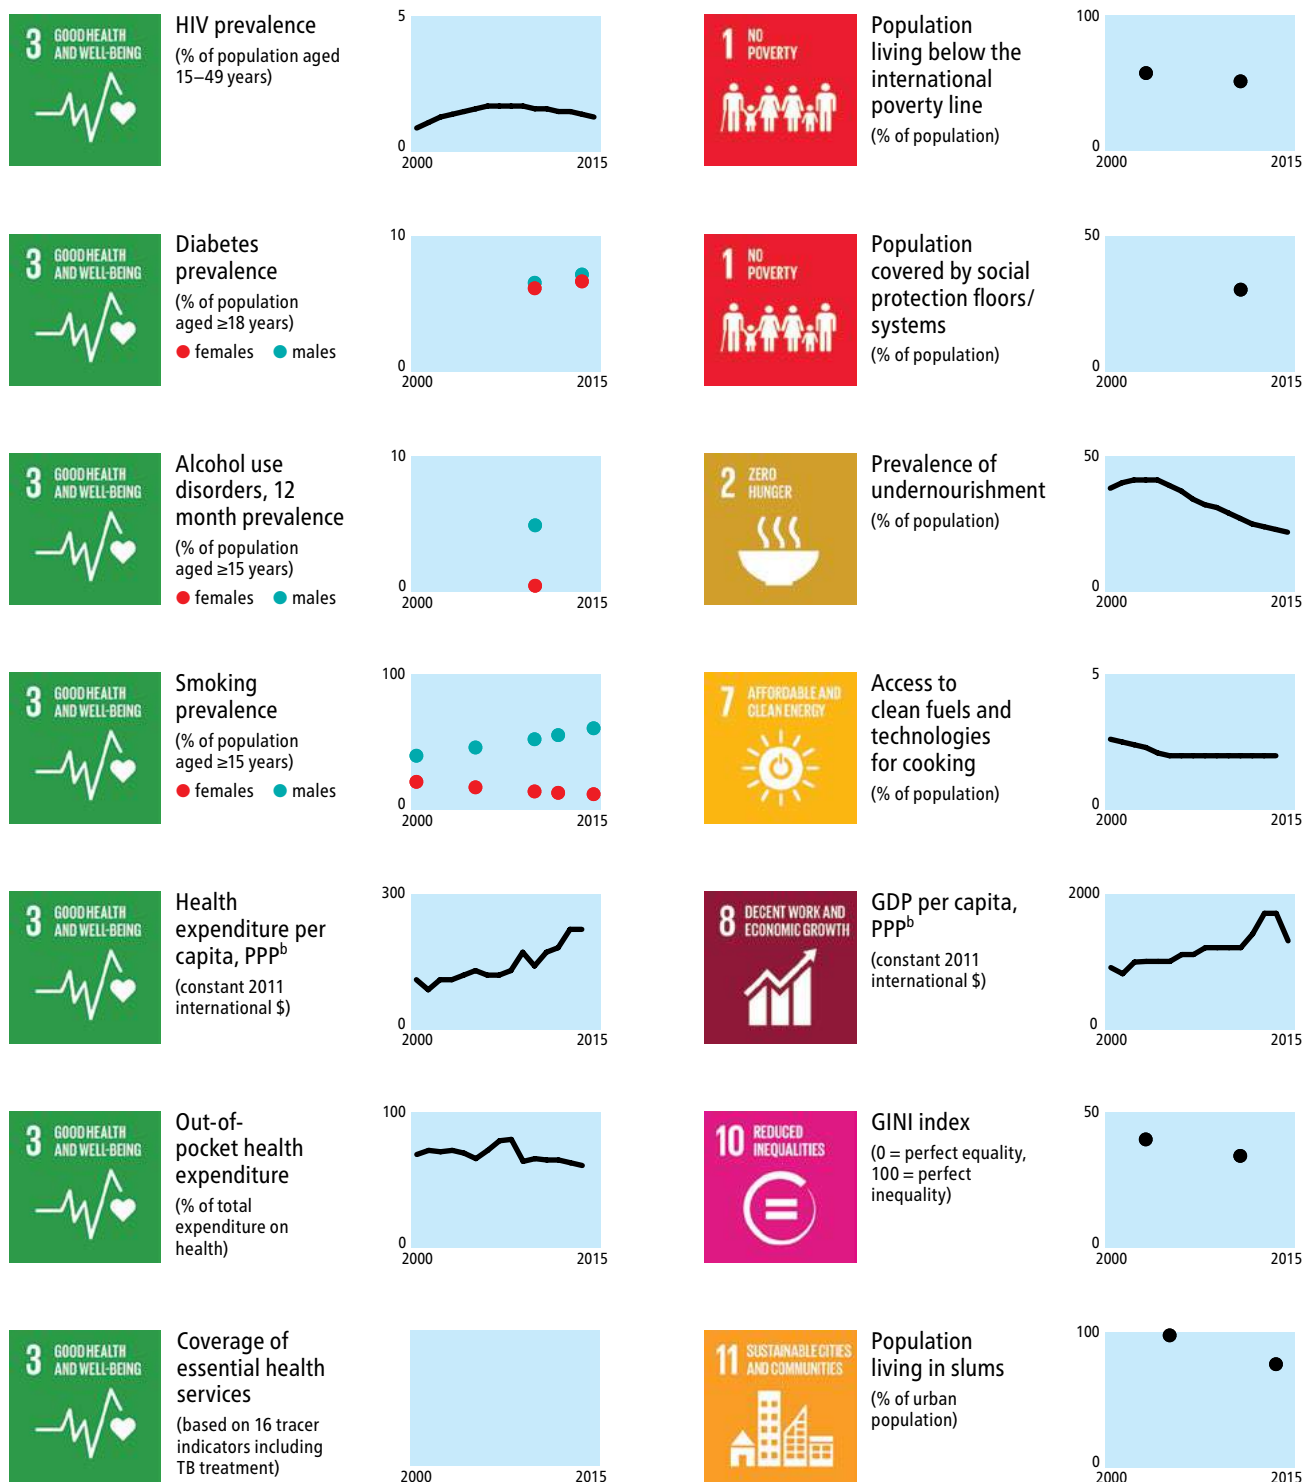 3 GOOD HEALTH
AND WELL-BEING
HIV prevalence
(% of population aged
15–49 years)
5
0
2000 2015
3 GOOD HEALTH
AND WELL-BEING
Diabetes
prevalence
(% of population
aged ≥18 years)
females males
10
0
2000 2015
3 GOOD HEALTH
AND WELL-BEING
Alcohol use
disorders, 12
month prevalence
(% of population
aged ≥15 years)
females males
10
0
2000 2015
3 GOOD HEALTH
AND WELL-BEING
Smoking
prevalence
(% of population
aged ≥15 years)
females males
100
0
2000 2015
3 GOOD HEALTH
AND WELL-BEING
Health
expenditure per
capita, PPPb
(constant 2011
international $)
300
0
2000 2015
3 GOOD HEALTH
AND WELL-BEING
Out-of-
pocket health
expenditure
(% of total
expenditure on
health)
100
0
2000 2015
3 GOOD HEALTH
AND WELL-BEING
Coverage of
essential health
services
(based on 16 tracer
indicators including
TB treatment)
2000 2015
1 NO
POVERTY
Population
living below the
international
poverty line
(% of population)
100
0
2000 2015
1 NO
POVERTY
Population
covered by social
protection floors/
systems
(% of population)
50
0
2000 2015
2 ZERO
HUNGER
Prevalence of
undernourishment
(% of population)
50
0
2000 2015
7 AFFORDABLE AND
CLEAN ENERGY
Access to
clean fuels and
technologies
for cooking
(% of population)
5
0
2000 2015
8 DECENT WORK AND
ECONOMIC GROWTH
GDP per capita,
PPPb
(constant 2011
international $)
2000
0
2000 2015
10 REDUCED
INEQUALITIES
GINI index
(0 = perfect equality,
100 = perfect
inequality)
50
0
2000 2015
11 SUSTAINABLE CITIES
AND COMMUNITIES
Population
living in slums
(% of urban
population)
100
0
2000 2015